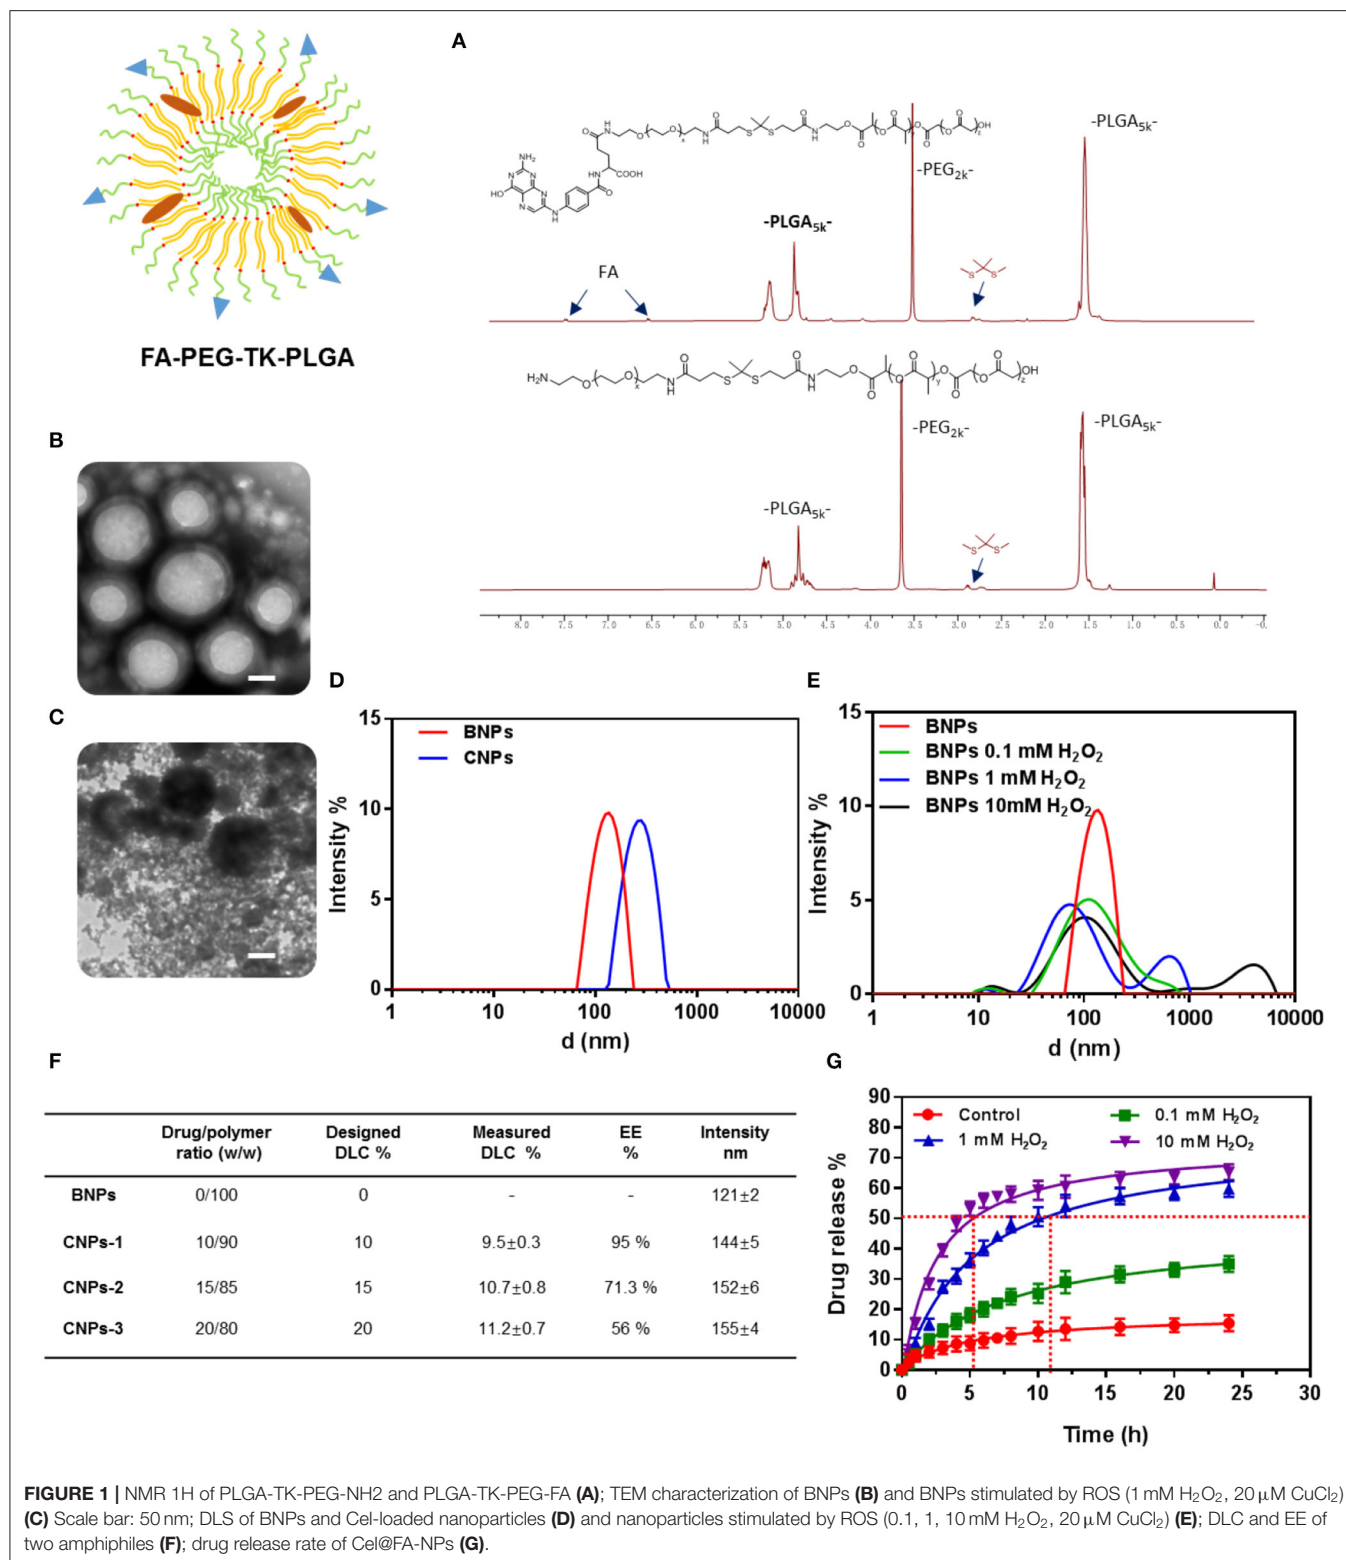 A
FA-PEG-TK-PLGA
NH₂
N
N
HO
N
N
NH
O
HN
COOH
O
HN
O
O
x
NH
O
S
S
O
N
H
O
O
O
O
O
O
O
z
OH
-PLGA5k-
-PEG2k-
-PLGA5k-
FA
S
S
H₂N
O
O
x
N
H
O
S
S
O
N
H
O
O
O
O
y
O
O
O
z
OH
-PEG2k-
-PLGA5k-
-PLGA5k-
S
S
8.0 7.5 7.0 6.5 6.0 5.5 5.0 4.5 4.0 3.5 3.0 2.5 2.0 1.5 1.0 0.5 0.0 -0.
B
C
D
15
10
5
0
Intensity %
BNPs
CNPs
1 10 100 1000 10000
d (nm)
E
15
10
5
0
Intensity %
BNPs
BNPs 0.1 mM H₂O₂
BNPs 1 mM H₂O₂
BNPs 10mM H₂O₂
1 10 100 1000 10000
d (nm)
F
Drug/polymer ratio (w/w) Designed DLC % Measured DLC % EE % Intensity nm
BNPs 0/100 0 - - 121±2
CNPs-1 10/90 10 9.5±0.3 95 % 144±5
CNPs-2 15/85 15 10.7±0.8 71.3 % 152±6
CNPs-3 20/80 20 11.2±0.7 56 % 155±4
G
90
80
70
60
50
40
30
20
10
0
Drug release %
Control 0.1 mM H₂O₂
1 mM H₂O₂ 10 mM H₂O₂
0 5 10 15 20 25 30
Time (h)
FIGURE 1 | NMR 1H of PLGA-TK-PEG-NH2 and PLGA-TK-PEG-FA (A); TEM characterization of BNPs (B) and BNPs stimulated by ROS (1 mM H₂O₂, 20 µM CuCl₂)
(C) Scale bar: 50 nm; DLS of BNPs and Cel-loaded nanoparticles (D) and nanoparticles stimulated by ROS (0.1, 1, 10 mM H₂O₂, 20 µM CuCl₂) (E); DLC and EE of
two amphiphiles (F); drug release rate of Cel@FA-NPs (G).